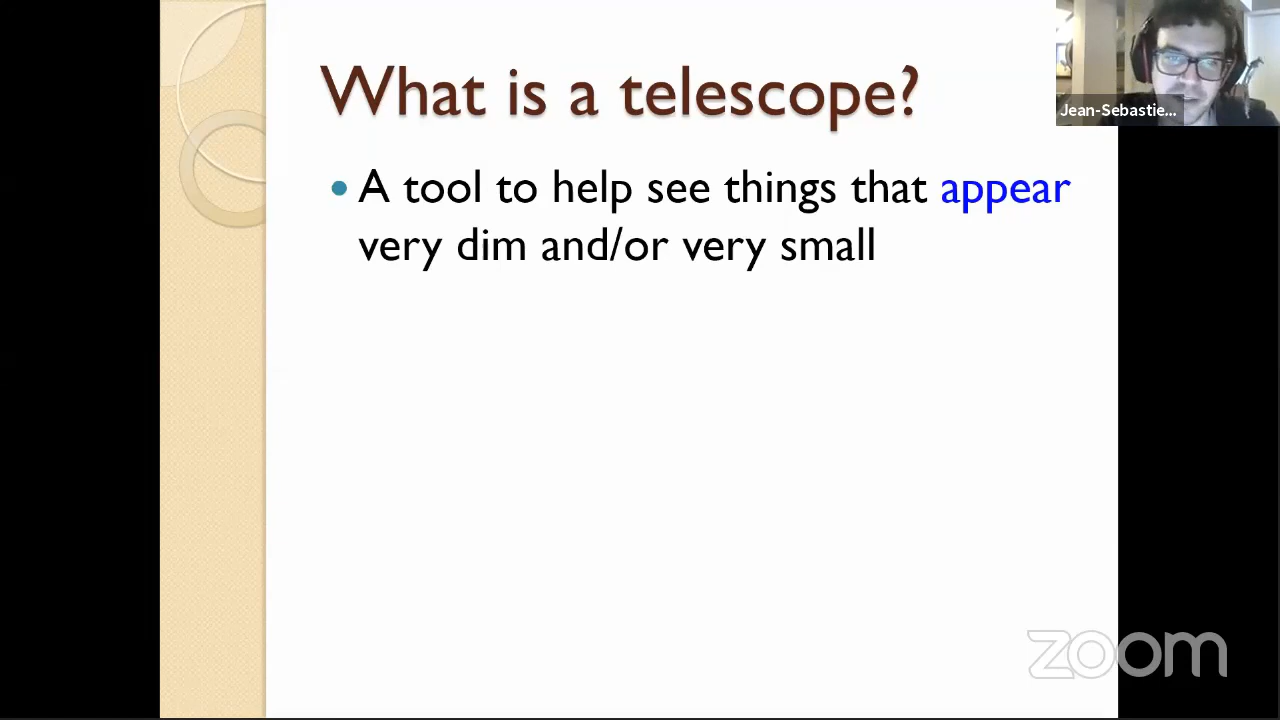 What is a telescope?
Jean-Sebastie...
• A tool to help see things that appear
very dim and/or very small
zoom